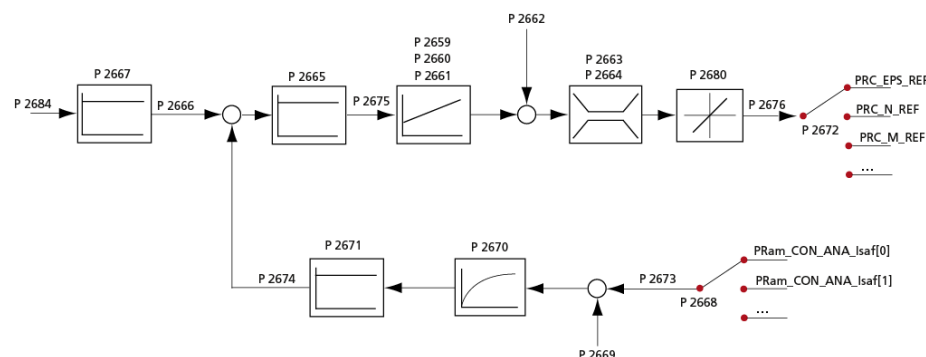 P 2662
P 2659
P 2660
P 2661
P 2663
P 2664
P 2667
P 2665
P 2680
PRC_EPS_REF
P 2684
P 2666
P 2675
P 2676
PRC_N_REF
P 2672
PRC_M_REF
...
P 2671
P 2670
PRam_CON_ANA_Isaf[0]
P 2674
P 2673
PRam_CON_ANA_Isaf[1]
P 2668
...
P 2669